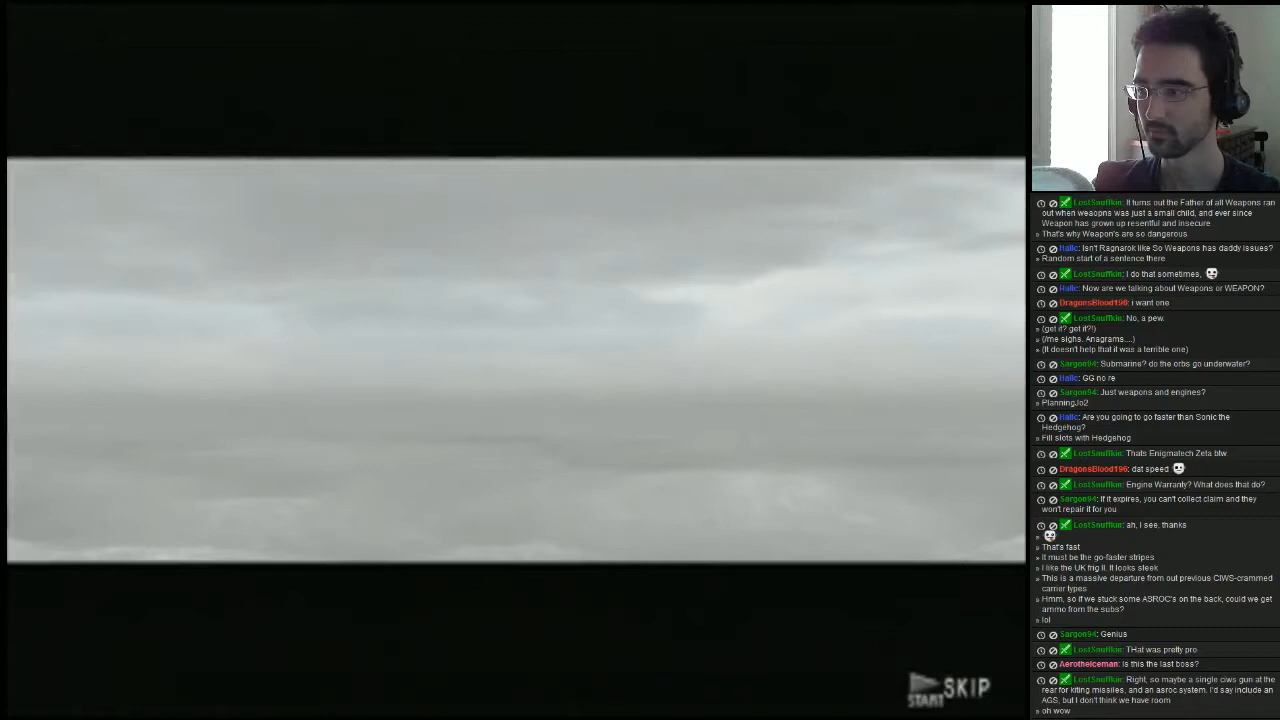 LostSnuffkin: It turns out the Father of all Weapons ran
out when weaopns was just a small child, and ever since
Weapon has grown up resentful and insecure
» That's why Weapon's are so dangerous
Halic: Isn't Ragnarok like So Weapons has daddy issues?
» Random start of a sentence there
LostSnuffkin: I do that sometimes,
Halic: Now are we talking about Weapons or WEAPON?
DragonsBlood196: i want one
LostSnuffkin: No, a pew.
» (get it? get it?!)
» (/me sighs. Anagrams....)
» (It doesn't help that it was a terrible one)
Sargon94: Submarine? do the orbs go underwater?
Halic: GG no re
Sargon94: Just weapons and engines?
» PlanningJo2
Halic: Are you going to go faster than Sonic the
Hedgehog?
» Fill slots with Hedgehog
LostSnuffkin: Thats Enigmatech Zeta btw
DragonsBlood196: dat speed
LostSnuffkin: Engine Warranty? What does that do?
Sargon94: If it expires, you can't collect claim and they
won't repair it for you
LostSnuffkin: ah, I see, thanks
»
» That's fast
» It must be the go-faster stripes
» I like the UK frig II. It looks sleek
» This is a massive departure from out previous CIWS-crammed
carrier types
» Hmm, so if we stuck some ASROC's on the back, could we get
ammo from the subs?
» lol
Sargon94: Genius
LostSnuffkin: THat was pretty pro
Aerotheiceman: Is this the last boss?
LostSnuffkin: Right, so maybe a single ciws gun at the
rear for kiting missiles, and an asroc system. I'd say include an
AGS, but I don't think we have room
» oh wow
START SKIP